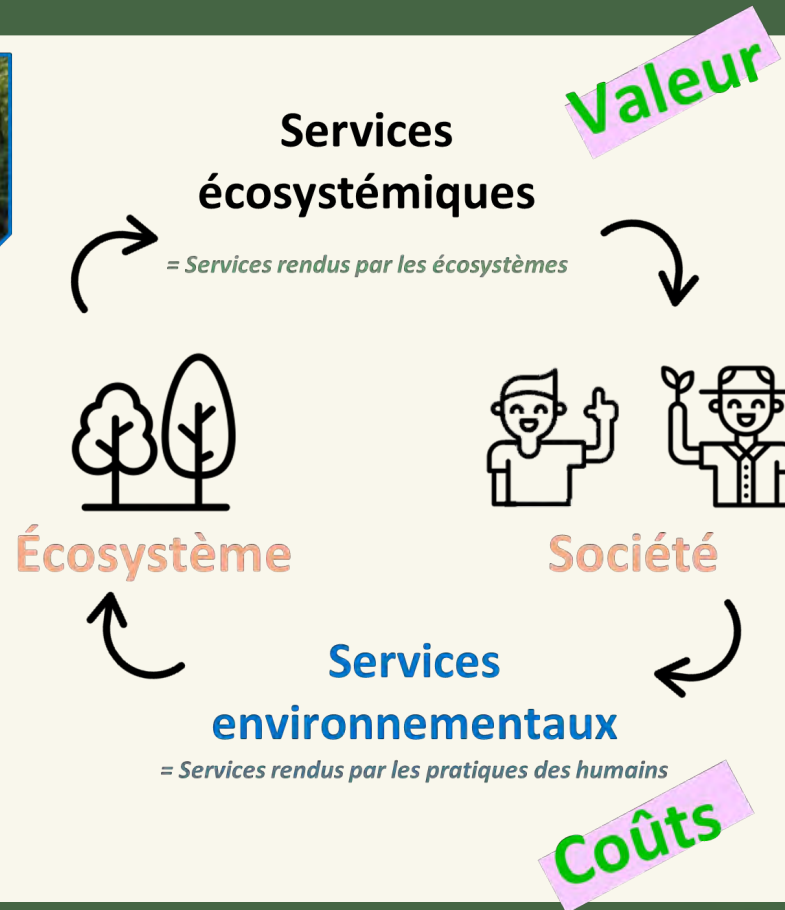 Valeur
Services
écosystémiques
= Services rendus par les écosystèmes
Écosystème
Société
Services
environnementaux
= Services rendus par les pratiques des humains
Coûts